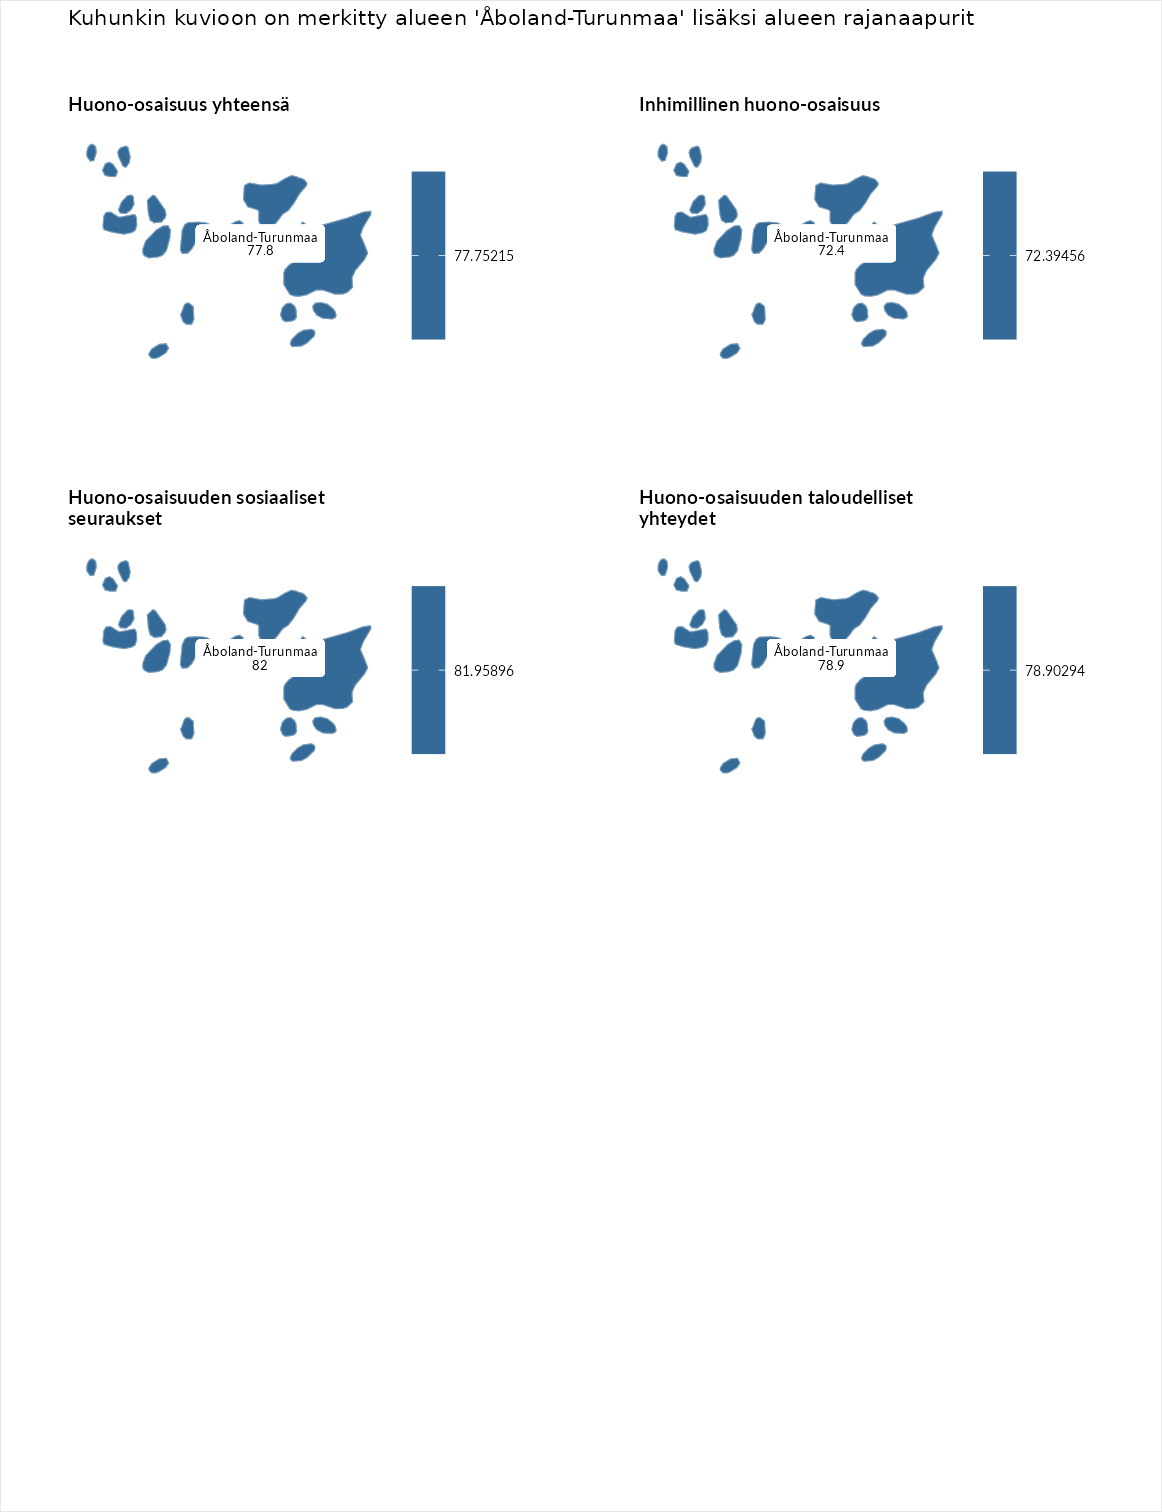 Kuhunkin kuvioon on merkitty alueen 'Åboland-Turunmaa' lisäksi alueen rajanaapurit
Huono-osaisuus yhteensä
Åboland-Turunmaa
77.8
77.75215
Inhimillinen huono-osaisuus
Åboland-Turunmaa
72.4
72.39456
Huono-osaisuuden sosiaaliset
seuraukset
Åboland-Turunmaa
82
81.95896
Huono-osaisuuden taloudelliset
yhteydet
Åboland-Turunmaa
78.9
78.90294